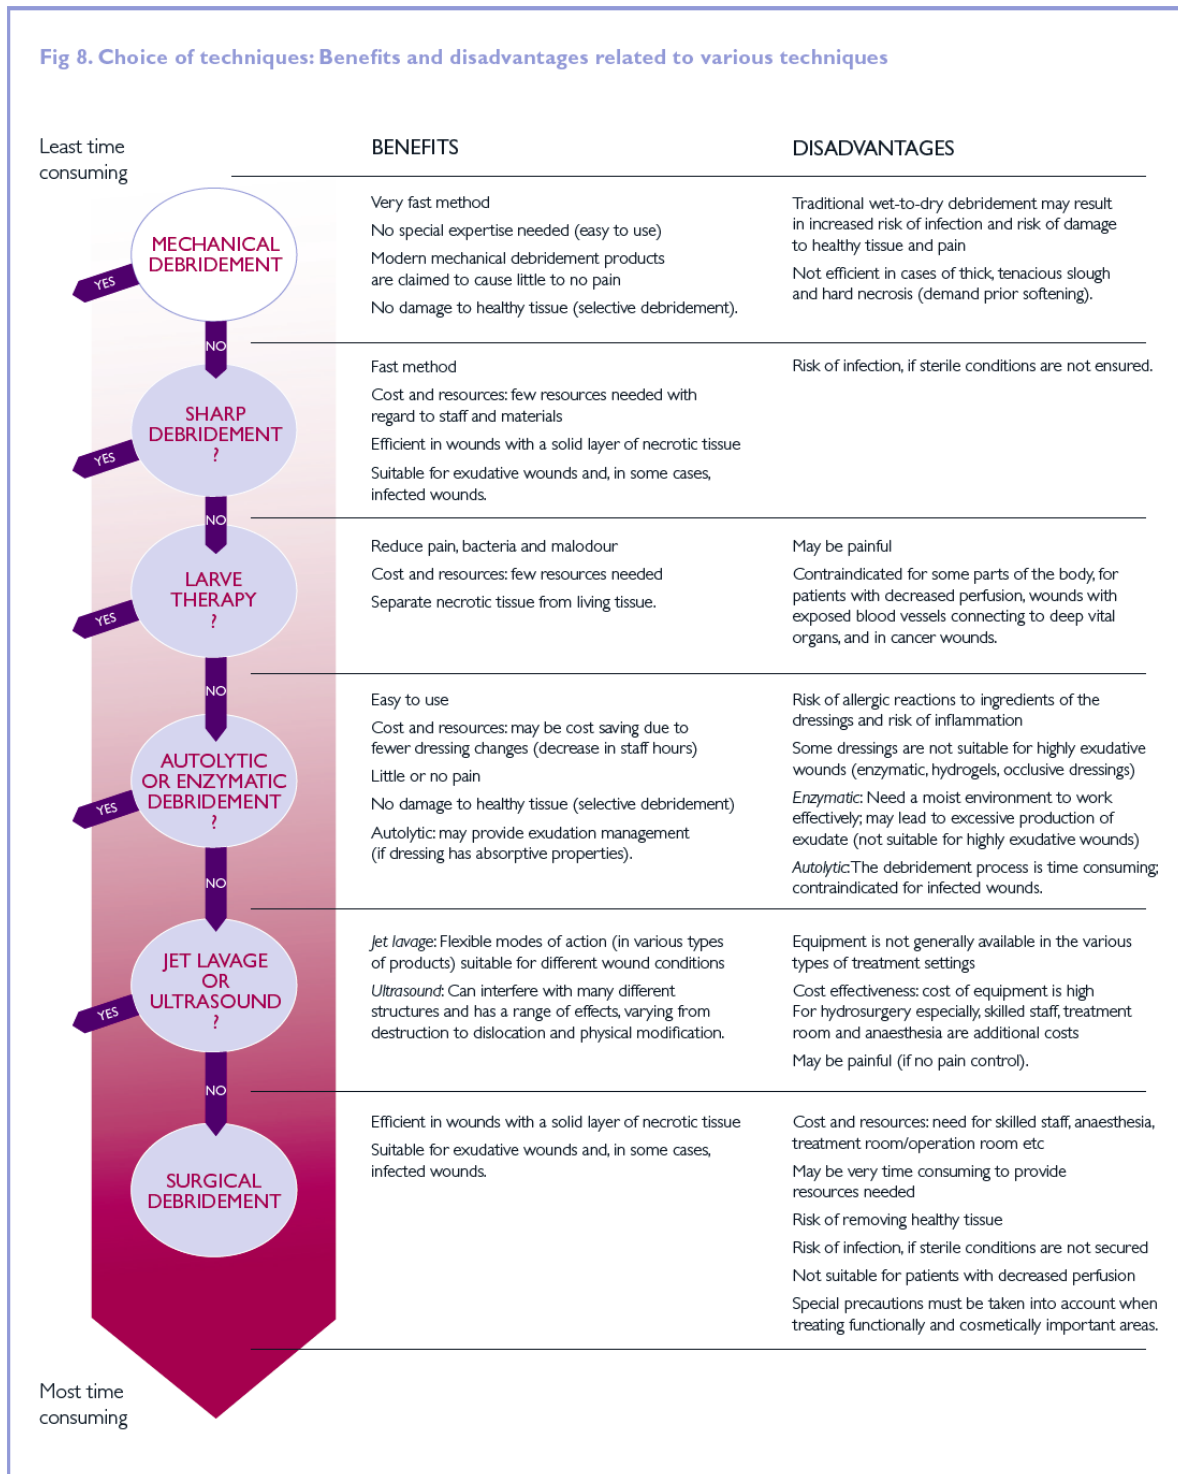 Fig 8. Choice of techniques: Benefits and disadvantages related to various techniques
Least time
consuming
BENEFITS
DISADVANTAGES
MECHANICAL
DEBRIDEMENT
YES
Very fast method
No special expertise needed (easy to use)
Modern mechanical debridement products
are claimed to cause little to no pain
No damage to healthy tissue (selective debridement).
Traditional wet-to-dry debridement may result
in increased risk of infection and risk of damage
to healthy tissue and pain
Not efficient in cases of thick, tenacious slough
and hard necrosis (demand prior softening).
NO
SHARP
DEBRIDEMENT
?
YES
Fast method
Cost and resources: few resources needed with
regard to staff and materials
Efficient in wounds with a solid layer of necrotic tissue
Suitable for exudative wounds and, in some cases,
infected wounds.
Risk of infection, if sterile conditions are not ensured.
NO
LARVE
THERAPY
?
YES
Reduce pain, bacteria and malodour
Cost and resources: few resources needed
Separate necrotic tissue from living tissue.
May be painful
Contraindicated for some parts of the body, for
patients with decreased perfusion, wounds with
exposed blood vessels connecting to deep vital
organs, and in cancer wounds.
NO
AUTOLYTIC
OR ENZYMATIC
DEBRIDEMENT
?
YES
Easy to use
Cost and resources: may be cost saving due to
fewer dressing changes (decrease in staff hours)
Little or no pain
No damage to healthy tissue (selective debridement)
Autolytic: may provide exudation management
(if dressing has absorptive properties).
Risk of allergic reactions to ingredients of the
dressings and risk of inflammation
Some dressings are not suitable for highly exudative
wounds (enzymatic, hydrogels, occlusive dressings)
Enzymatic: Need a moist environment to work
effectively; may lead to excessive production of
exudate (not suitable for highly exudative wounds)
Autolytic: The debridement process is time consuming;
contraindicated for infected wounds.
NO
JET LAVAGE
OR
ULTRASOUND
?
YES
Jet lavage: Flexible modes of action (in various types
of products) suitable for different wound conditions
Ultrasound: Can interfere with many different
structures and has a range of effects, varying from
destruction to dislocation and physical modification.
Equipment is not generally available in the various
types of treatment settings
Cost effectiveness: cost of equipment is high
For hydrosurgery especially, skilled staff, treatment
room and anaesthesia are additional costs
May be painful (if no pain control).
NO
SURGICAL
DEBRIDEMENT
Efficient in wounds with a solid layer of necrotic tissue
Suitable for exudative wounds and, in some cases,
infected wounds.
Cost and resources: need for skilled staff, anaesthesia,
treatment room/operation room etc
May be very time consuming to provide
resources needed
Risk of removing healthy tissue
Risk of infection, if sterile conditions are not secured
Not suitable for patients with decreased perfusion
Special precautions must be taken into account when
treating functionally and cosmetically important areas.
Most time
consuming